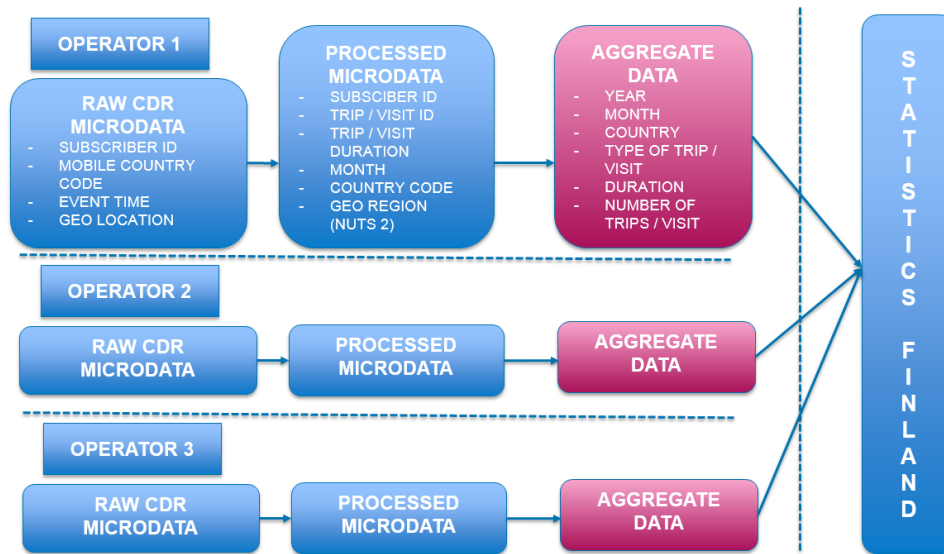 OPERATOR 1
RAW CDR
MICRODATA
- SUBSCRIBER ID
- MOBILE COUNTRY
CODE
- EVENT TIME
- GEO LOCATION
PROCESSED
MICRODATA
- SUBSCIBER ID
- TRIP / VISIT ID
- TRIP / VISIT
DURATION
- MONTH
- COUNTRY CODE
- GEO REGION
(NUTS 2)
AGGREGATE
DATA
- YEAR
- MONTH
- COUNTRY
- TYPE OF TRIP /
VISIT
- DURATION
- NUMBER OF
TRIPS / VISIT
OPERATOR 2
RAW CDR
MICRODATA
PROCESSED
MICRODATA
AGGREGATE
DATA
OPERATOR 3
RAW CDR
MICRODATA
PROCESSED
MICRODATA
AGGREGATE
DATA
STATISTICS FINLAND